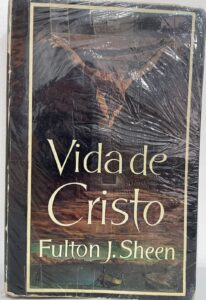 Vida de
Cristo
Fulton J. Sheen